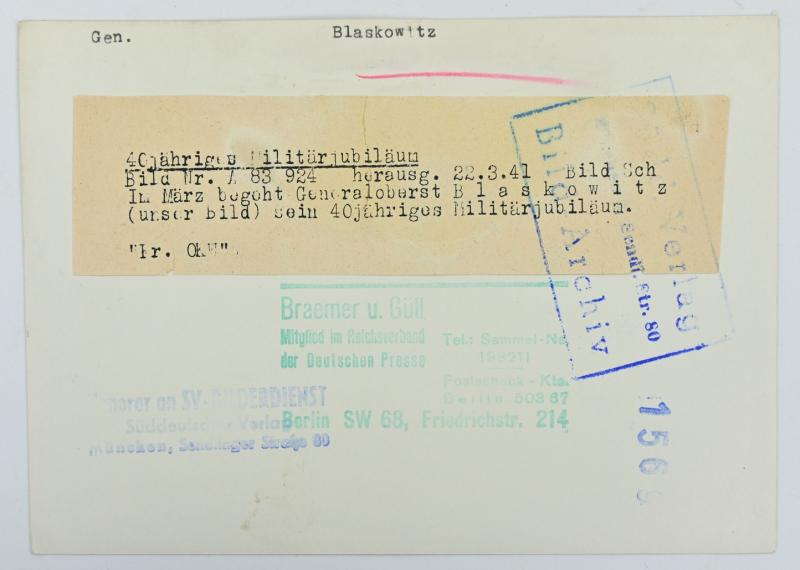 Gen. Blaskowitz
40jähriges Militärjubiläum
Bild Nr. A 83 924 herausg. 22.3.41 Bild Sch
Im März begeht Generaloberst B l a s k o w i t z
(unser Bild) sein 40jähriges Militärjubiläum.
"Fr. OKW".
Verlag
Str. 80
Bild Archiv
Braemer u. Güll
Mitglied im Reichsverband
der Deutschen Presse
Tel.: Sammel-Nr.
193211
Postscheck-Kto.
Berlin 503 67
Berlin SW 68, Friedrichstr. 214
Honorar an SV-BILDERDIENST
Süddeutscher Verlag
München, Sendlinger Straße 80
1568